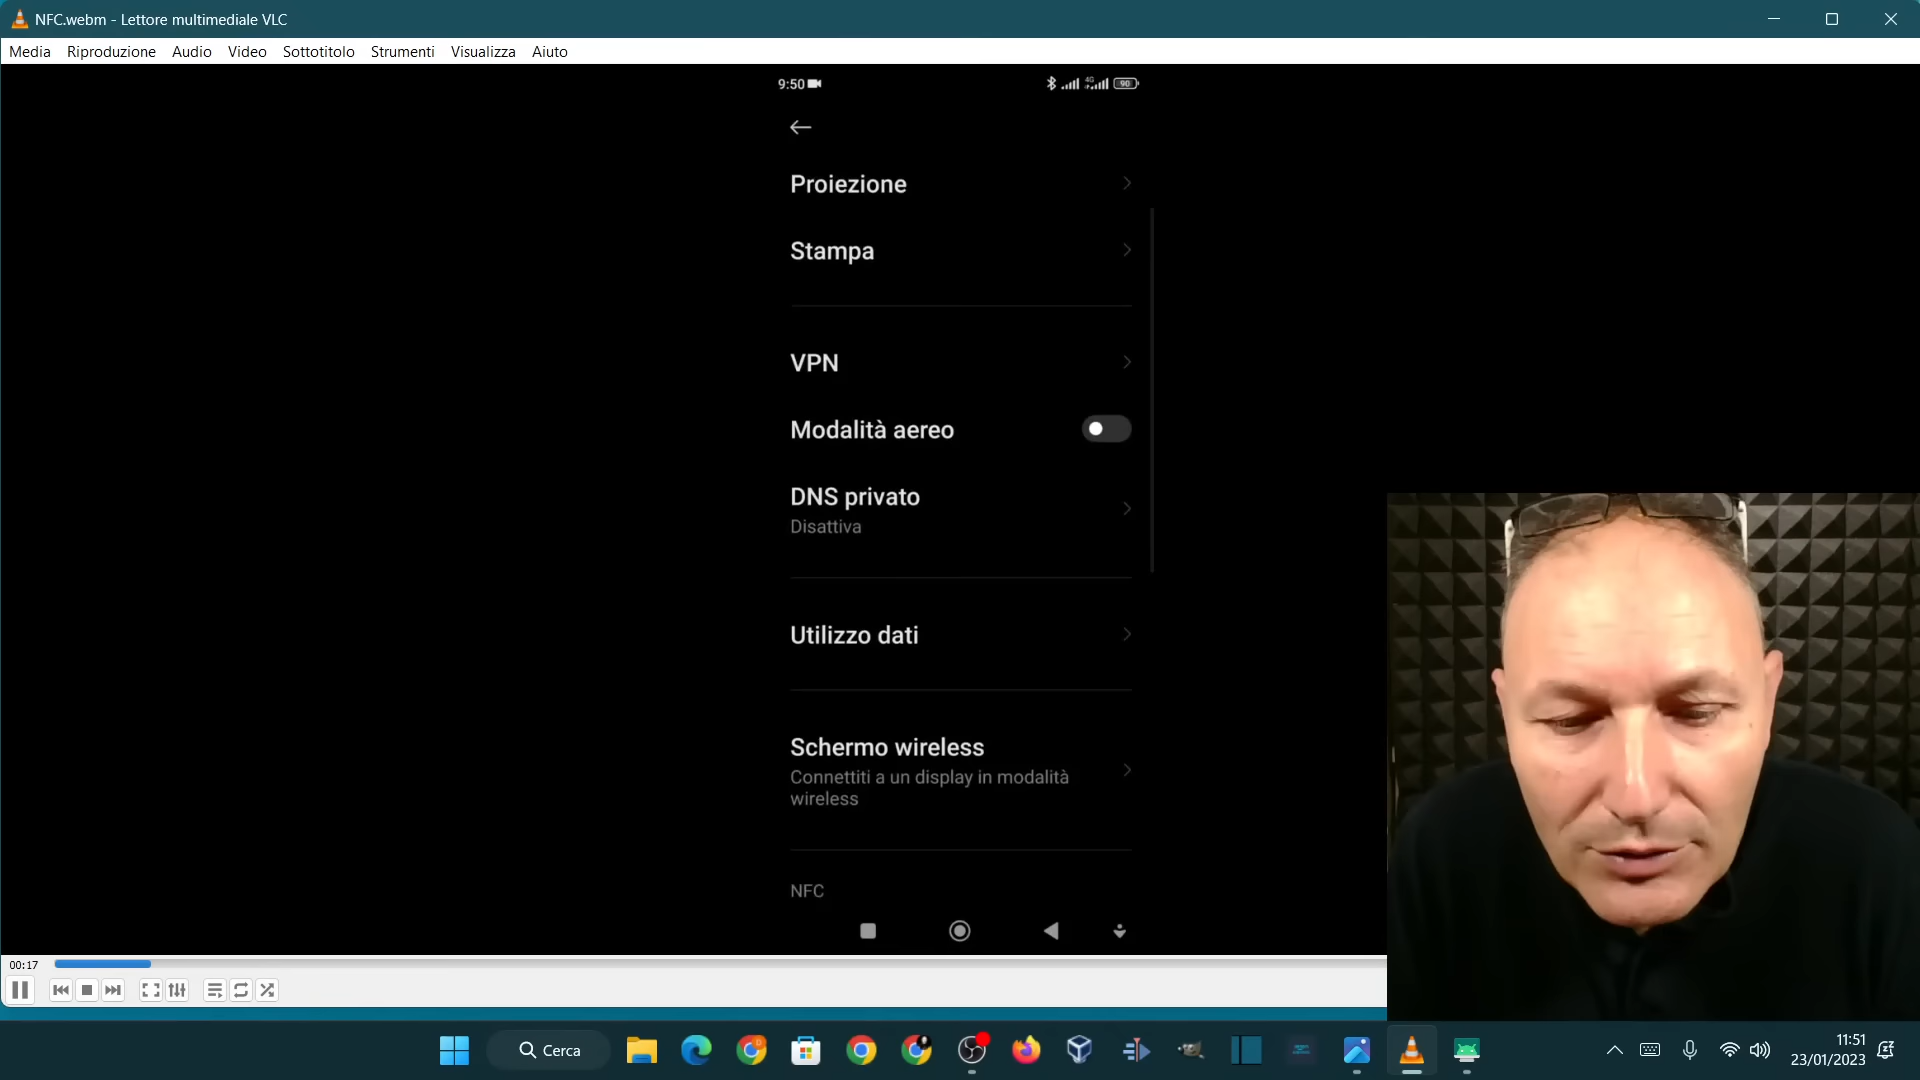 NFC.webm - Lettore multimediale VLC
Media Riproduzione Audio Video Sottotitolo Strumenti Visualizza Aiuto
9:50
4G
90
Proiezione
Stampa
VPN
Modalità aereo
DNS privato
Disattiva
Utilizzo dati
Schermo wireless
Connettiti a un display in modalità
wireless
NFC
00:17
Cerca
11:51
23/01/2023